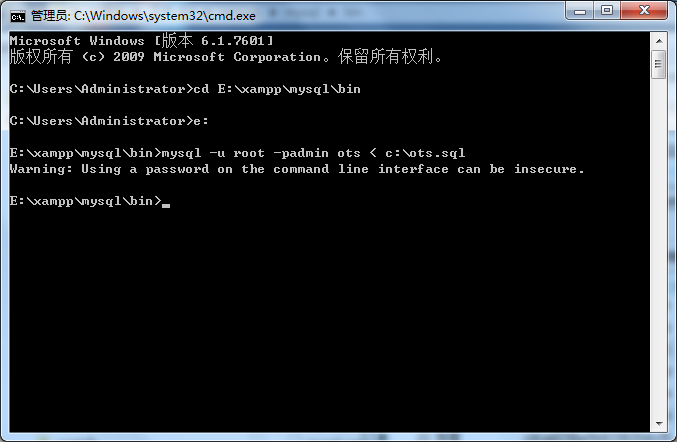 管理员: C:\Windows\system32\cmd.exe
Microsoft Windows [版本 6.1.7601]
版权所有 (c) 2009 Microsoft Corporation。保留所有权利。
C:\Users\Administrator>cd E:\xampp\mysql\bin
C:\Users\Administrator>e:
E:\xampp\mysql\bin>mysql -u root -padmin ots < c:\ots.sql
Warning: Using a password on the command line interface can be insecure.
E:\xampp\mysql\bin>